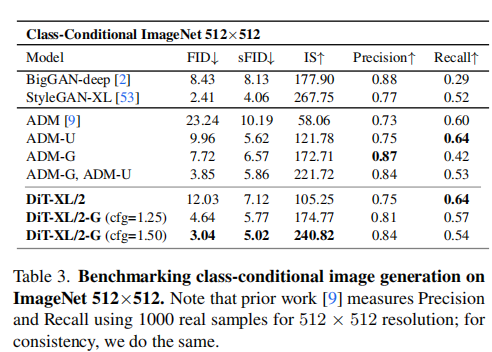 Class-Conditional ImageNet 512×512
Model FID↓ sFID↓ IS↑ Precision↑ Recall↑
BigGAN-deep [2] 8.43 8.13 177.90 0.88 0.29
StyleGAN-XL [53] 2.41 4.06 267.75 0.77 0.52
ADM [9] 23.24 10.19 58.06 0.73 0.60
ADM-U 9.96 5.62 121.78 0.75 0.64
ADM-G 7.72 6.57 172.71 0.87 0.42
ADM-G, ADM-U 3.85 5.86 221.72 0.84 0.53
DiT-XL/2 12.03 7.12 105.25 0.75 0.64
DiT-XL/2-G (cfg=1.25) 4.64 5.77 174.77 0.81 0.57
DiT-XL/2-G (cfg=1.50) 3.04 5.02 240.82 0.84 0.54
Table 3. Benchmarking class-conditional image generation on
ImageNet 512×512. Note that prior work [9] measures Precision
and Recall using 1000 real samples for 512 × 512 resolution; for
consistency, we do the same.